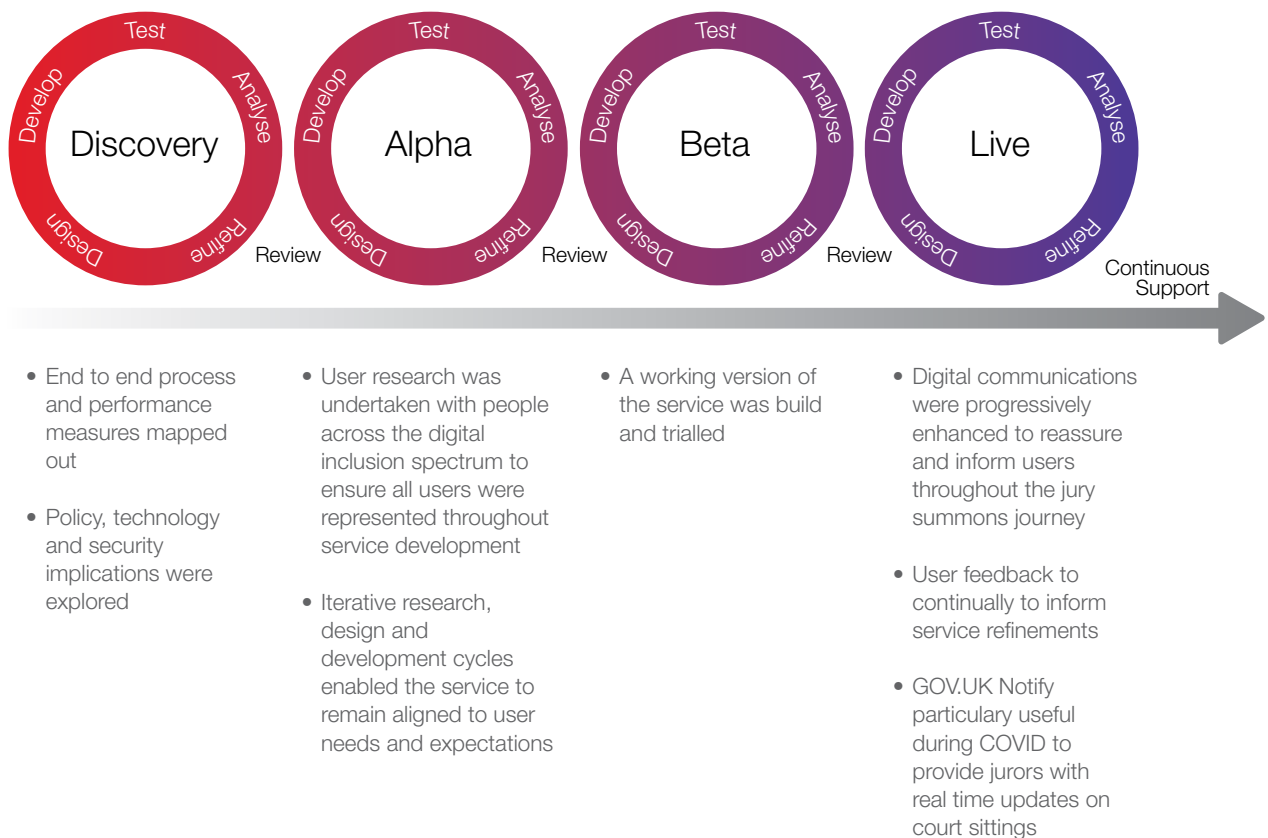 Test
Develop
Analyse
Discovery
Design
Refine
Review
Test
Develop
Analyse
Alpha
Design
Refine
Review
Test
Develop
Analyse
Beta
Design
Refine
Review
Test
Develop
Analyse
Live
Design
Refine
Continuous
Support
• End to end process
and performance
measures mapped
out
• Policy, technology
and security
implications were
explored
• User research was
undertaken with people
across the digital
inclusion spectrum to
ensure all users were
represented throughout
service development
• Iterative research,
design and
development cycles
enabled the service to
remain aligned to user
needs and expectations
• A working version of
the service was build
and trialled
• Digital communications
were progressively
enhanced to reassure
and inform users
throughout the jury
summons journey
• User feedback to
continually to inform
service refinements
• GOV.UK Notify
particulary useful
during COVID to
provide jurors with
real time updates on
court sittings